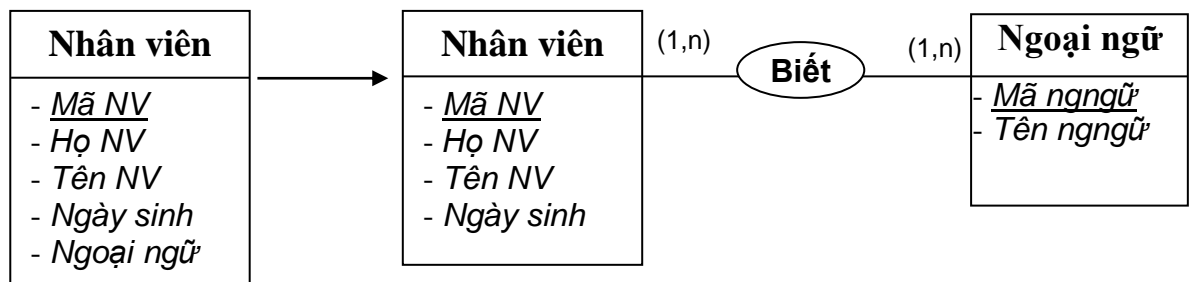 Nhân viên
- Mã NV
- Họ NV
- Tên NV
- Ngày sinh
- Ngoại ngữ
Nhân viên
- Mã NV
- Họ NV
- Tên NV
- Ngày sinh
(1,n)
Biết
(1,n)
Ngoại ngữ
- Mã ngngữ
- Tên ngngữ